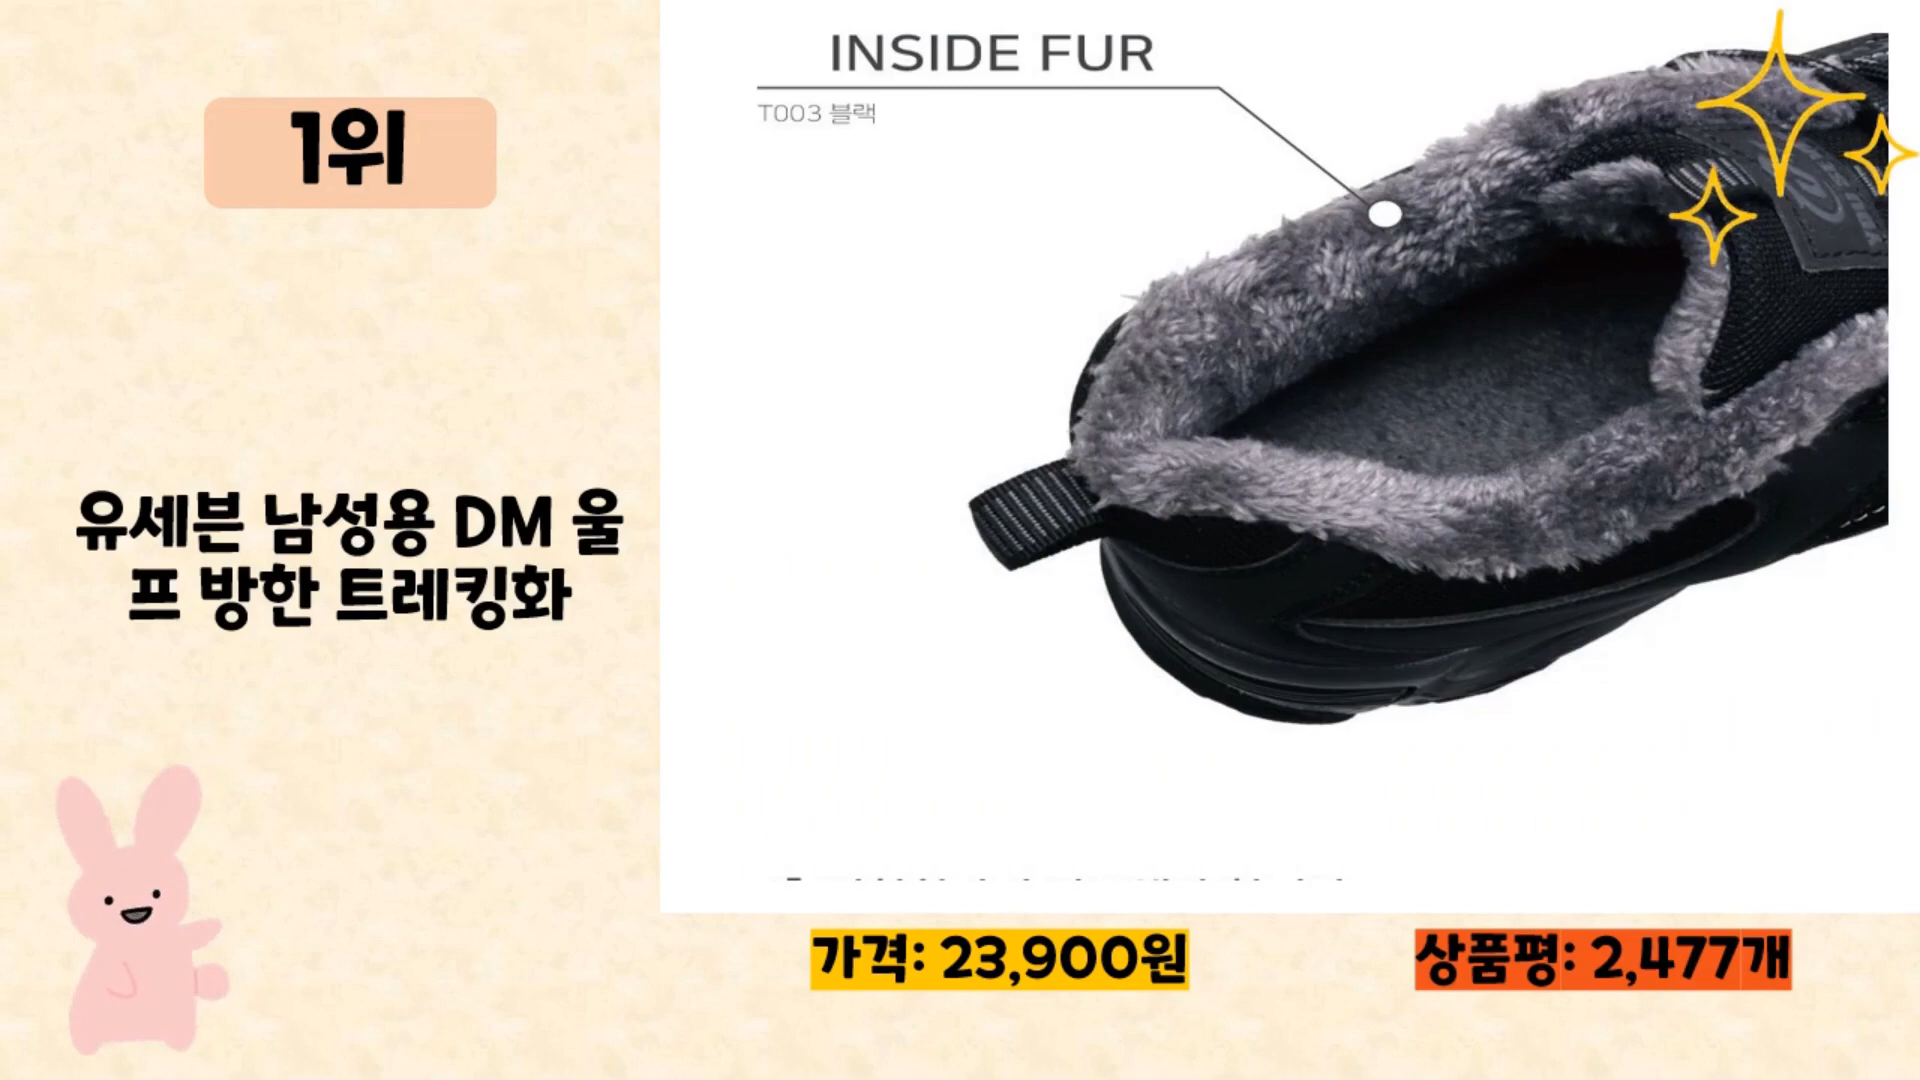 1위
유세븐 남성용 DM 울
프 방한 트레킹화
INSIDE FUR
T003 블랙
가격: 23,900원
상품평: 2,477개